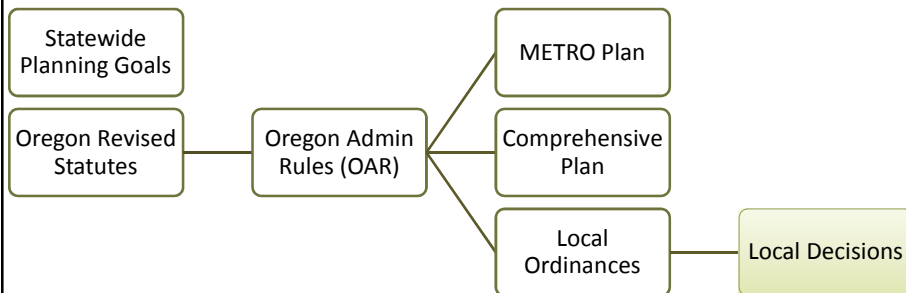 Statewide
Planning Goals
Oregon Revised
Statutes
Oregon Admin
Rules (OAR)
METRO Plan
Comprehensive
Plan
Local
Ordinances
Local Decisions